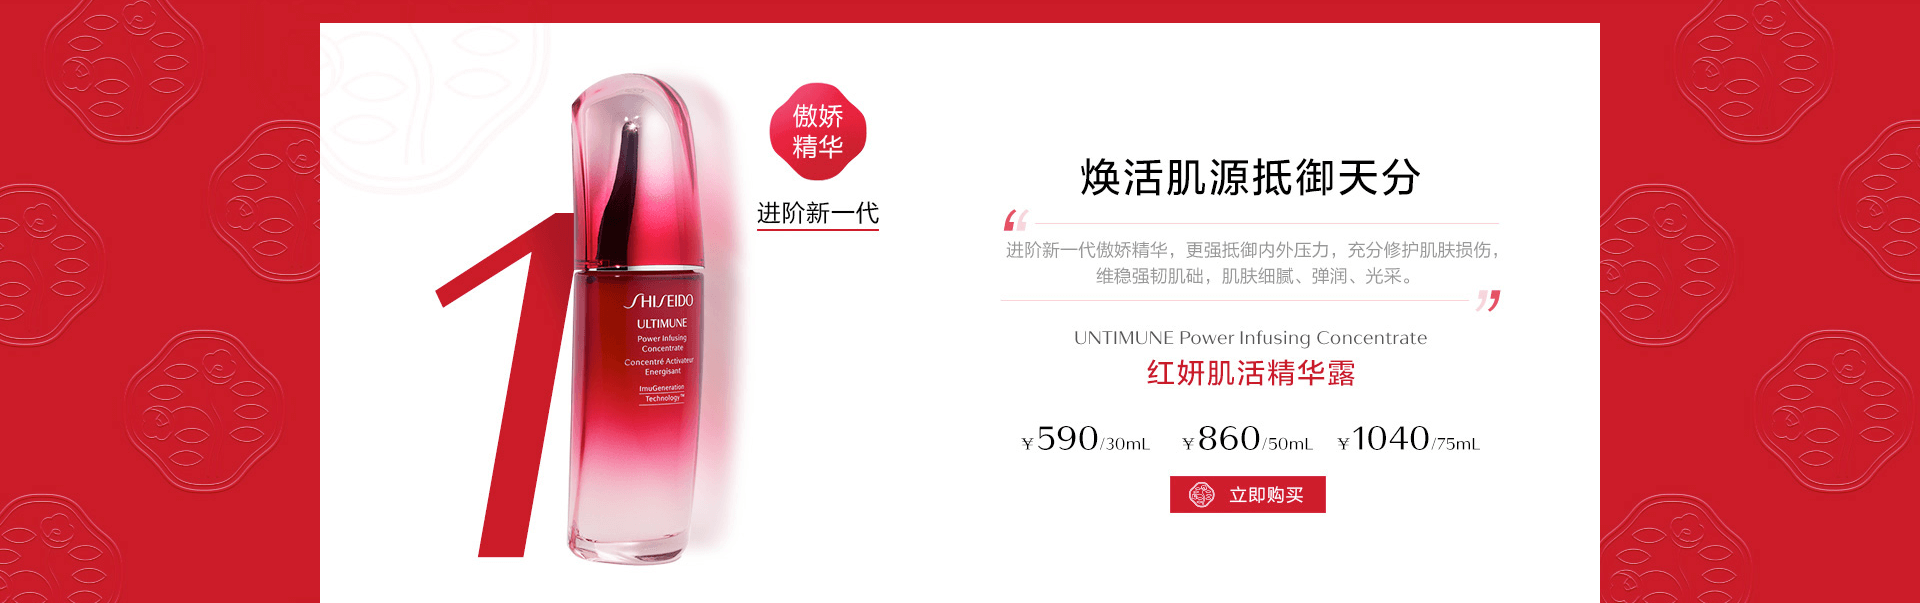 1
SHISEIDO
ULTIMUNE
Power Infusing
Concentrate
Concentré Activateur
Energisant
ImuGeneration
Technology™
傲娇
精华
进阶新一代
焕活肌源抵御天分
“
进阶新一代傲娇精华，更强抵御内外压力，充分修护肌肤损伤，
维稳强韧肌础，肌肤细腻、弹润、光采。
”
UNTIMUNE Power Infusing Concentrate
红妍肌活精华露
¥590/30mL ¥860/50mL ¥1040/75mL
立即购买